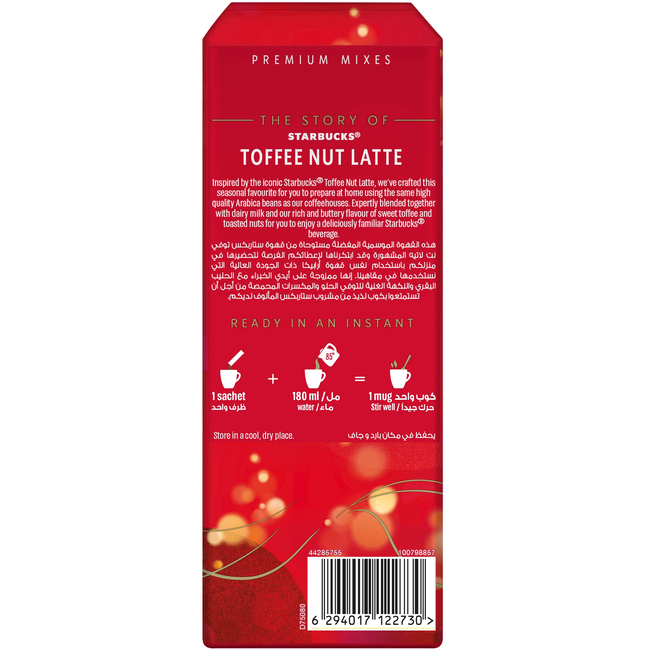 PREMIUM MIXES
THE STORY OF
STARBUCKS®
TOFFEE NUT LATTE
Inspired by the iconic Starbucks® Toffee Nut Latte, we've crafted this
seasonal favourite for you to prepare at home using the same high
quality Arabica beans as our coffeehouses. Expertly blended together
with dairy milk and our rich and buttery flavour of sweet toffee and
toasted nuts for you to enjoy a deliciously familiar Starbucks®
beverage.
هذه القهوة الموسمية المفضلة مستوحاة من قهوة ستاربكس توفي
نت لاتيه المشهورة وقد ابتكرناها لإعطائكم الفرصة لتحضيرها في
منزلكم باستخدام نفس قهوة أرابيكا ذات الجودة العالية التي
نستخدمها في مقاهينا. إنها ممزوجة على أيدي الخبراء مع الحليب
البقري والنكهة الغنية للتوفي الحلو والمكسرات المحمصة من أجل أن
تستمتعوا بكوب لذيذ من مشروب ستاربكس المألوف لديكم.
READY IN AN INSTANT
85°
+ =
1 sachet 180 ml / مل 1 mug كوب واحد
ظرف واحد water / ماء Stir well / حرك جيداً
Store in a cool, dry place. يحفظ في مكان بارد و جاف
44285755 100798857
D75080
6 294017 122730 >